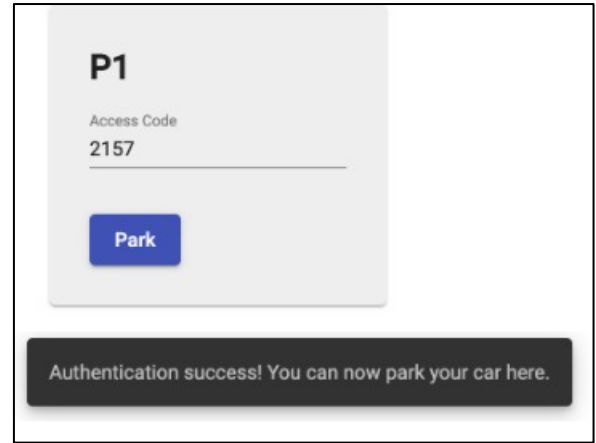 P1
Access Code
2157
Park
Authentication success! You can now park your car here.